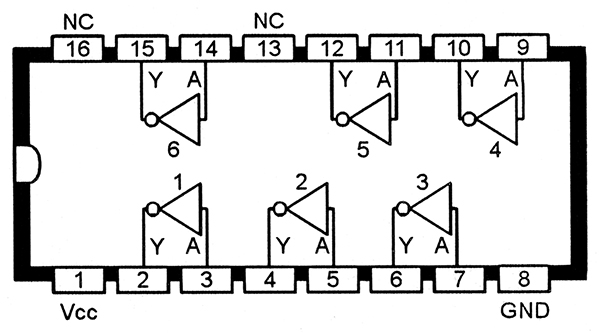 NC NC
16 15 14 13 12 11 10 9
Y A Y A Y A
6 5 4
1 2 3
Y A Y A Y A
1 2 3 4 5 6 7 8
Vcc GND